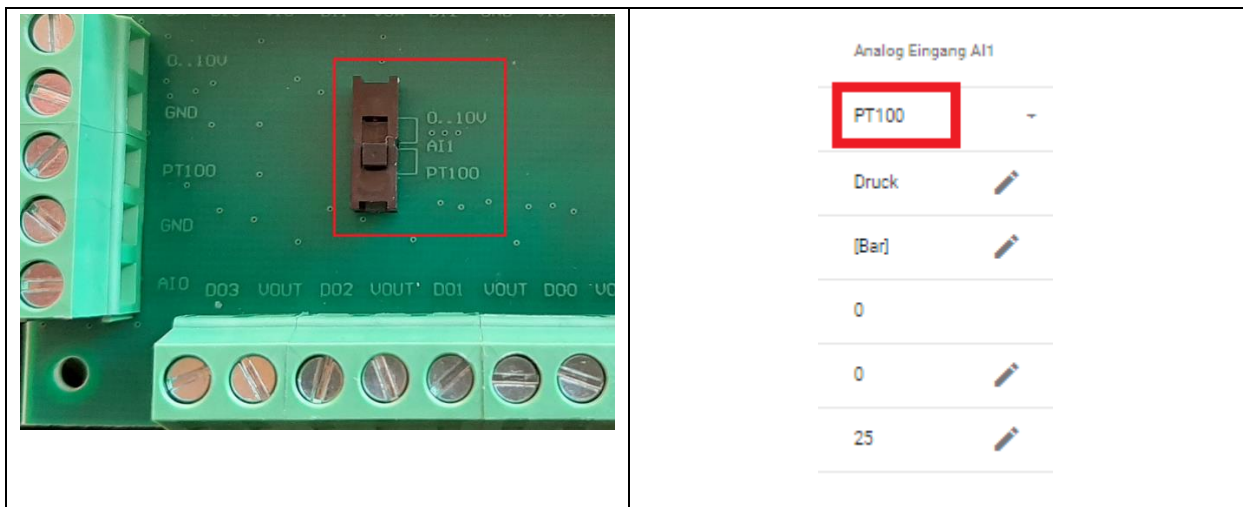 0..10V
GND
PT100
GND
AI0
0..10V
AI1
PT100
DO3 VOUT DO2 VOUT DO1 VOUT DO0
Analog Eingang AI1
PT100
Druck
[Bar]
0
0
25